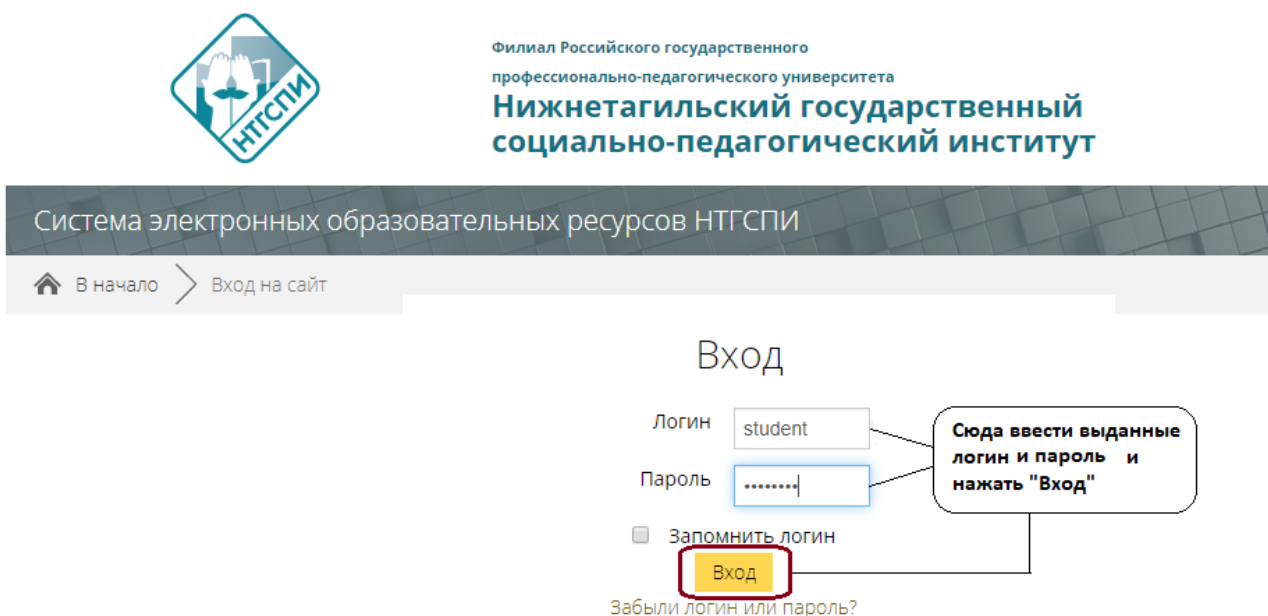 НТГСПИ
Филиал Российского государственного
профессионально-педагогического университета
Нижнетагильский государственный
социально-педагогический институт
Система электронных образовательных ресурсов НТГСПИ
В начало
Вход на сайт
Вход
Логин
student
Пароль
••••••••
Сюда ввести выданные
логин и пароль и
нажать "Вход"
Запомнить логин
Вход
Забыли логин или пароль?